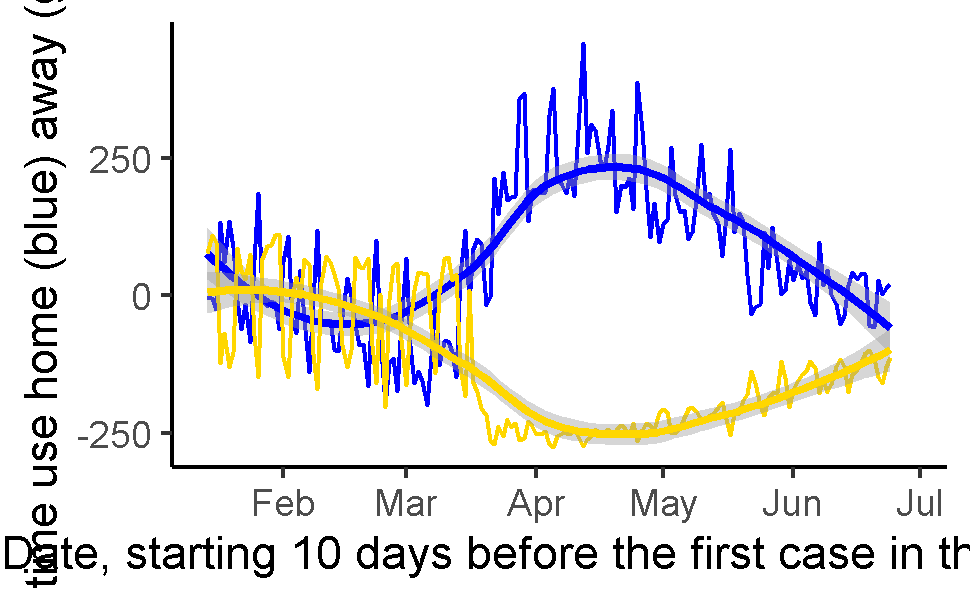 time use home (blue) away (
250
0
-250
Feb Mar Apr May Jun Jul
Date, starting 10 days before the first case in th